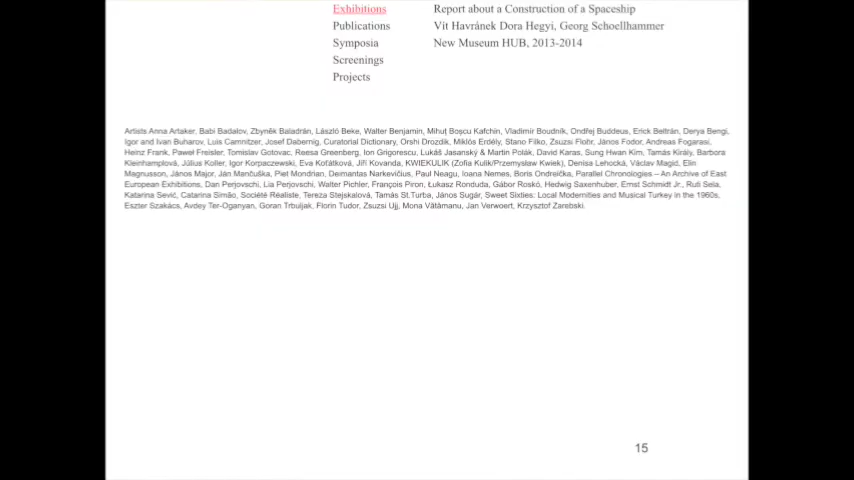 Exhibitions
Publications
Symposia
Screenings
Projects
Report about a Construction of a Spaceship
Vít Havránek Dora Hegyi, Georg Schoellhammer
New Museum HUB, 2013-2014
Artists Anna Artaker, Babi Badalov, Zbyněk Baladrán, László Beke, Walter Benjamin, Mihuț Boșcu Kafchin, Vladimír Boudník, Ondřej Buddeus, Erick Beltrán, Derya Bengi,
Igor and Ivan Buharov, Luis Camnitzer, Josef Dabernig, Curatorial Dictionary, Orshi Drozdik, Miklós Erdély, Stano Filko, Zsuzsi Flohr, János Fodor, Andreas Fogarasi,
Heinz Frank, Paweł Freisler, Tomislav Gotovac, Reesa Greenberg, Ion Grigorescu, Lukáš Jasanský & Martin Polák, David Karas, Sung Hwan Kim, Tamás Király, Barbora
Kleinhamplová, Július Koller, Igor Korpaczewski, Eva Koťátková, Jiří Kovanda, KWIEKULIK (Zofia Kulik/Przemysław Kwiek), Denisa Lehocká, Václav Magid, Elin
Magnusson, János Major, Ján Mančuška, Piet Mondrian, Deimantas Narkevičius, Paul Neagu, Ioana Nemes, Boris Ondreička, Parallel Chronologies – An Archive of East
European Exhibitions, Dan Perjovschi, Lia Perjovschi, Walter Pichler, François Piron, Łukasz Ronduda, Gábor Roskó, Hedwig Saxenhuber, Ernst Schmidt Jr., Ruti Sela,
Katarina Šević, Catarina Simão, Société Réaliste, Tereza Stejskalová, Tamás St.Turba, János Sugár, Sweet Sixties: Local Modernities and Musical Turkey in the 1960s,
Eszter Szakács, Avdey Ter-Oganyan, Goran Trbuljak, Florin Tudor, Zsuzsi Ujj, Mona Vătămanu, Jan Verwoert, Krzysztof Zarebski.
15